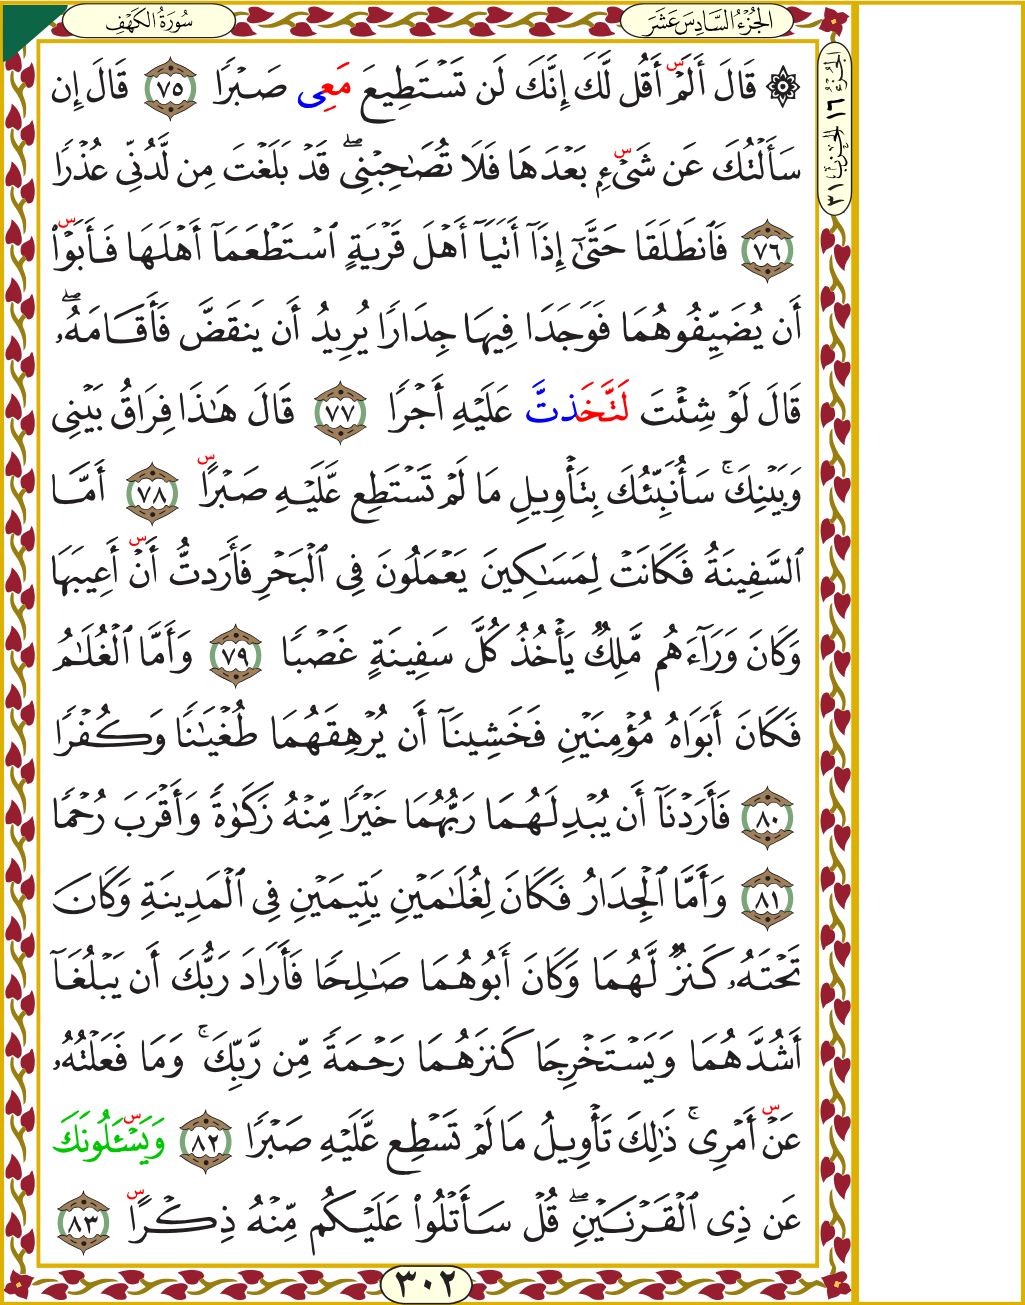 سُورَةُ الكَهْفِ
الجُزْءُ السَّادِسَ عَشَرَ
الجزء ١٦ الحزب ٣١
۞ قَالَ أَلَمۡ أَقُل لَّكَ إِنَّكَ لَن تَسۡتَطِيعَ مَعِى صَبۡرٗا ٧٥ قَالَ إِن
سَأَلۡتُكَ عَن شَىۡءِۭ بَعۡدَهَا فَلَا تُصَٰحِبۡنِىۖ قَدۡ بَلَغۡتَ مِن لَّدُنِّى عُذۡرٗا
٧٦ فَٱنطَلَقَا حَتَّىٰٓ إِذَآ أَتَيَآ أَهۡلَ قَرۡيَةٍ ٱسۡتَطۡعَمَآ أَهۡلَهَا فَأَبَوۡاْ
أَن يُضَيِّفُوهُمَا فَوَجَدَا فِيهَا جِدَارٗا يُرِيدُ أَن يَنقَضَّ فَأَقَامَهُۥۖ
قَالَ لَوۡ شِئۡتَ لَتَّخَذتَّ عَلَيۡهِ أَجۡرٗا ٧٧ قَالَ هَٰذَا فِرَاقُ بَيۡنِى
وَبَيۡنِكَۚ سَأُنَبِّئُكَ بِتَأۡوِيلِ مَا لَمۡ تَسۡتَطِع عَّلَيۡهِ صَبۡرًا ٧٨ أَمَّا
ٱلسَّفِينَةُ فَكَانَتۡ لِمَسَٰكِينَ يَعۡمَلُونَ فِى ٱلۡبَحۡرِ فَأَرَدتُّ أَنۡ أَعِيبَهَا
وَكَانَ وَرَآءَهُم مَّلِكٞ يَأۡخُذُ كُلَّ سَفِينَةٍ غَصۡبٗا ٧٩ وَأَمَّا ٱلۡغُلَٰمُ
فَكَانَ أَبَوَاهُ مُؤۡمِنَيۡنِ فَخَشِينَآ أَن يُرۡهِقَهُمَا طُغۡيَٰنٗا وَكُفۡرٗا
٨٠ فَأَرَدۡنَآ أَن يُبۡدِلَهُمَا رَبُّهُمَا خَيۡرٗا مِّنۡهُ زَكَوٰةٗ وَأَقۡرَبَ رُحۡمٗا
٨١ وَأَمَّا ٱلۡجِدَارُ فَكَانَ لِغُلَٰمَيۡنِ يَتِيمَيۡنِ فِى ٱلۡمَدِينَةِ وَكَانَ
تَحۡتَهُۥ كَنزٞ لَّهُمَا وَكَانَ أَبُوهُمَا صَٰلِحٗا فَأَرَادَ رَبُّكَ أَن يَبۡلُغَآ
أَشُدَّهُمَا وَيَسۡتَخۡرِجَا كَنزَهُمَا رَحۡمَةٗ مِّن رَّبِّكَۚ وَمَا فَعَلۡتُهُۥ
عَنۡ أَمۡرِىۚ ذَٰلِكَ تَأۡوِيلُ مَا لَمۡ تَسۡطِع عَّلَيۡهِ صَبۡرٗا ٨٢ وَيَسۡـَٔلُونَكَ
عَن ذِى ٱلۡقَرۡنَيۡنِۖ قُلۡ سَأَتۡلُواْ عَلَيۡكُم مِّنۡهُ ذِكۡرًا ٨٣
٣٠٢